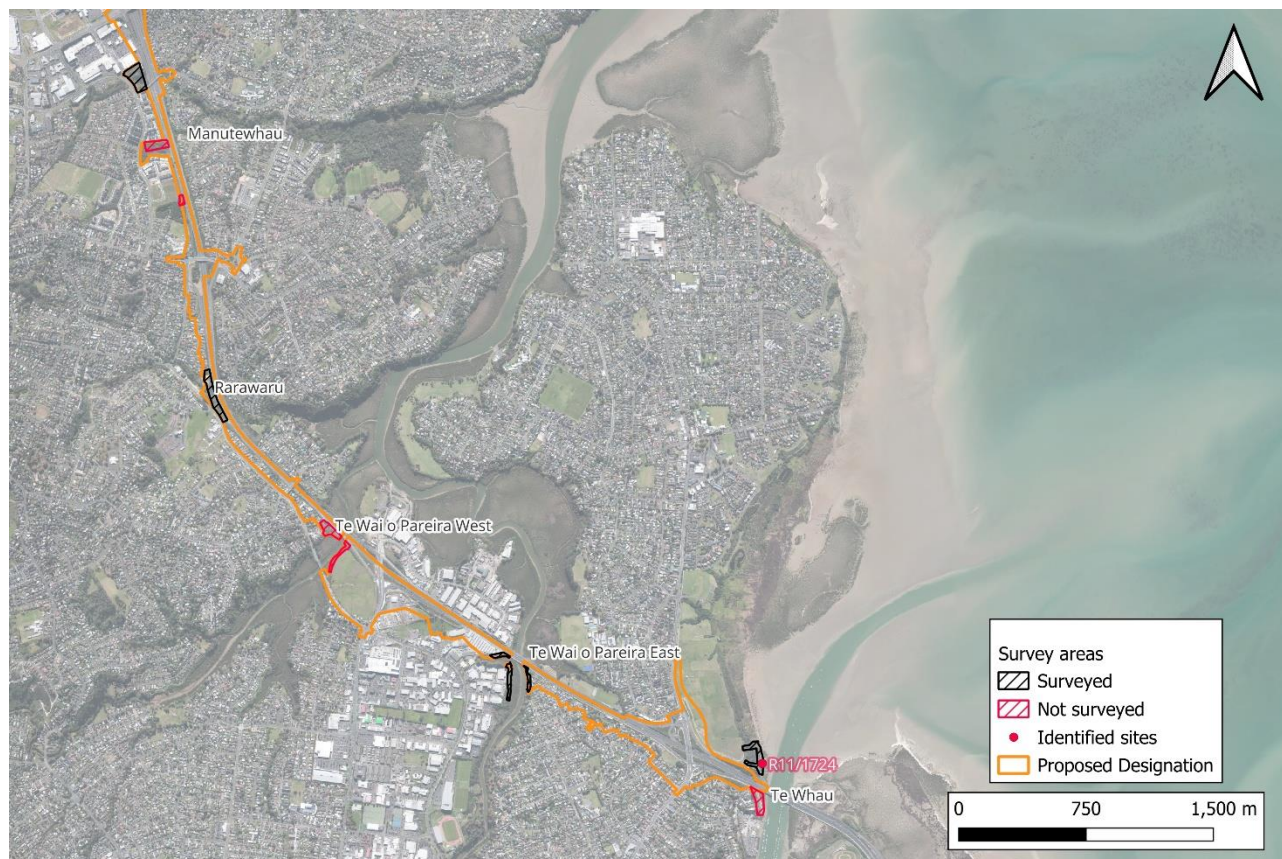 Manutewhau
Rarawaru
Te Wai o Pareira West
Te Wai o Pareira East
R11/1724
Te Whau
Survey areas
Surveyed
Not surveyed
Identified sites
Proposed Designation
0 750 1,500 m